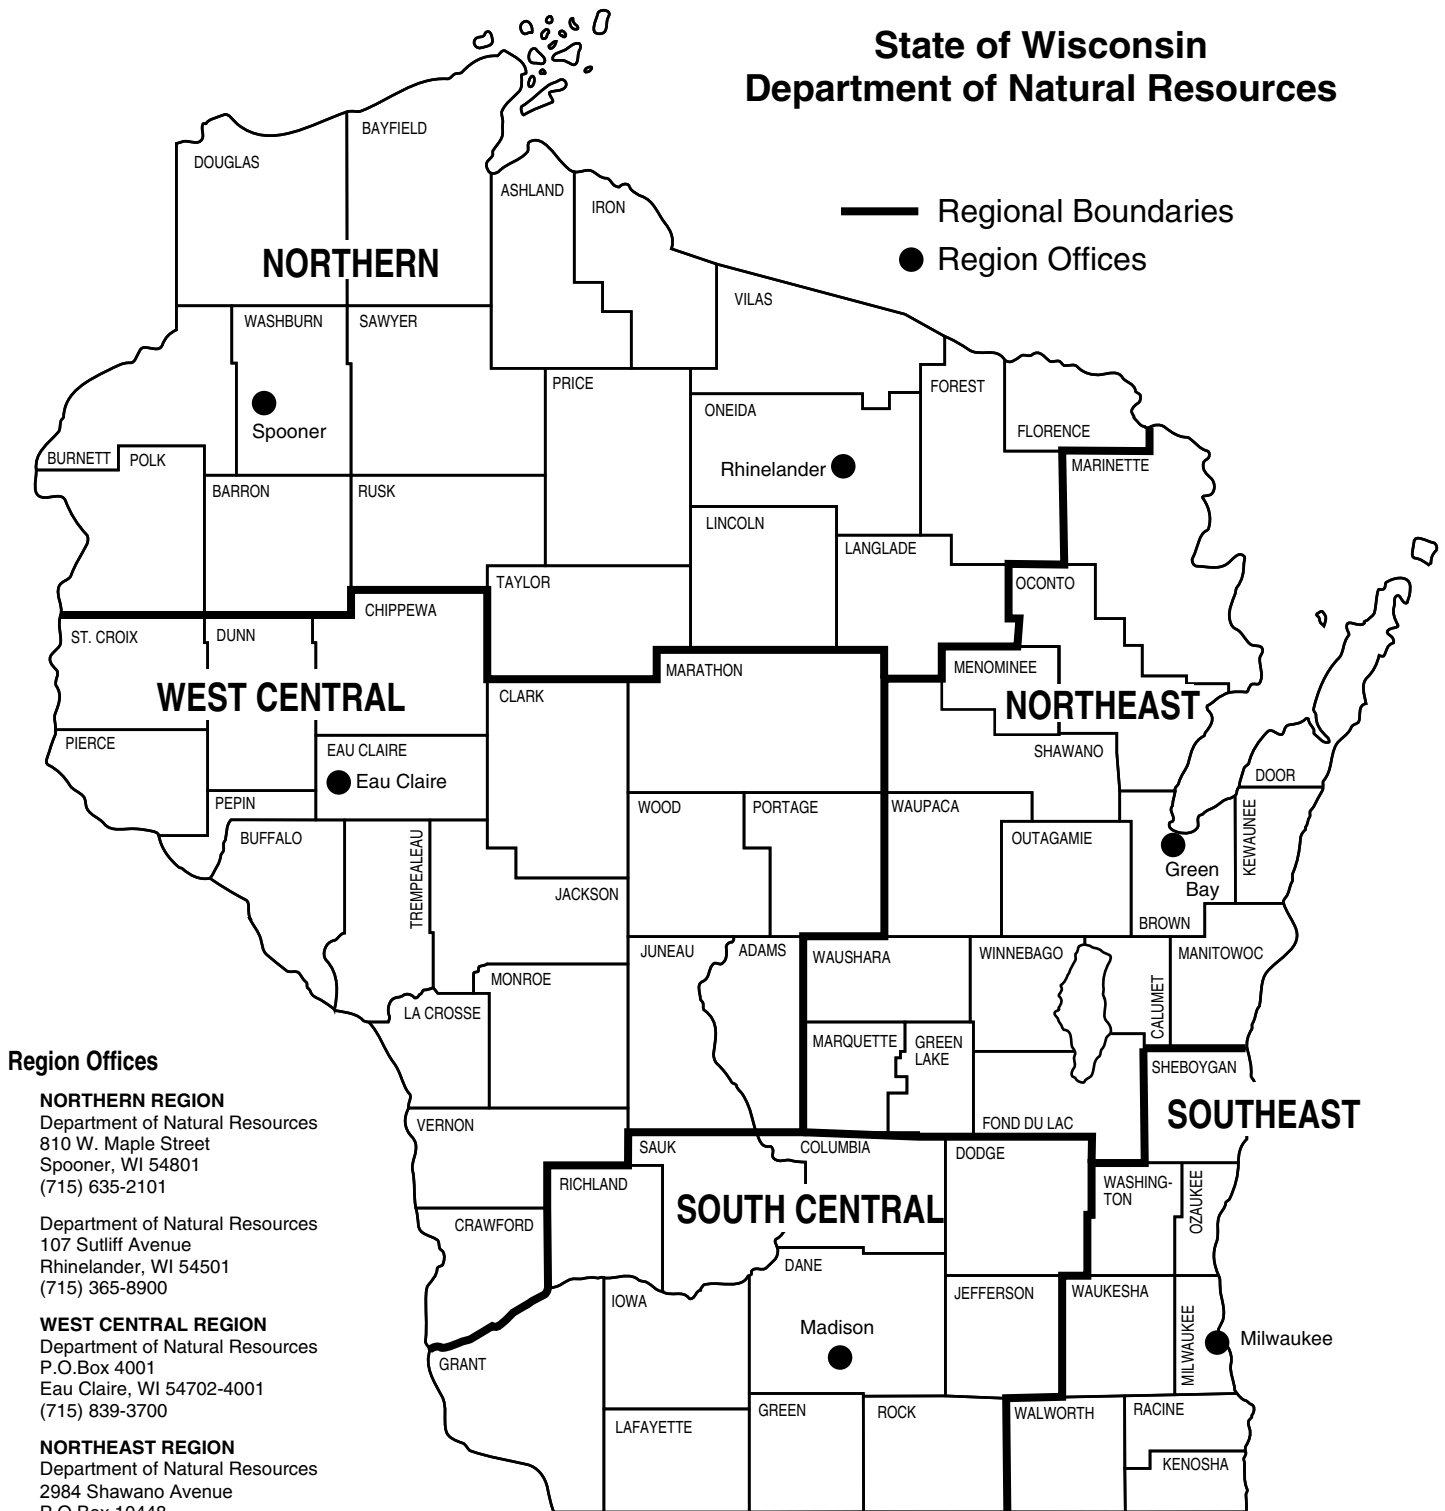 State of Wisconsin
Department of Natural Resources
Regional Boundaries
Region Offices
BAYFIELD
DOUGLAS
ASHLAND
IRON
NORTHERN
VILAS
WASHBURN
SAWYER
PRICE
FOREST
ONEIDA
Spooner
FLORENCE
BURNETT
POLK
MARINETTE
Rhinelander
BARRON
RUSK
LINCOLN
LANGLADE
TAYLOR
OCONTO
CHIPPEWA
ST. CROIX
DUNN
MARATHON
MENOMINEE
WEST CENTRAL
CLARK
NORTHEAST
PIERCE
EAU CLAIRE
SHAWANO
Eau Claire
DOOR
PEPIN
WOOD
PORTAGE
WAUPACA
BUFFALO
TREMPEALEAU
OUTAGAMIE
KEWAUNEE
Green
Bay
JACKSON
BROWN
JUNEAU
ADAMS
WAUSHARA
WINNEBAGO
MANITOWOC
MONROE
CALUMET
LA CROSSE
MARQUETTE
GREEN
LAKE
SHEBOYGAN
SOUTHEAST
VERNON
FOND DU LAC
SAUK
COLUMBIA
DODGE
RICHLAND
WASHING-
TON
OZAUKEE
SOUTH CENTRAL
CRAWFORD
DANE
IOWA
JEFFERSON
WAUKESHA
Madison
MILWAUKEE
Milwaukee
GRANT
LAFAYETTE
GREEN
ROCK
WALWORTH
RACINE
KENOSHA
Region Offices
NORTHERN REGION
Department of Natural Resources
810 W. Maple Street
Spooner, WI 54801
(715) 635-2101
Department of Natural Resources
107 Sutliff Avenue
Rhinelander, WI 54501
(715) 365-8900
WEST CENTRAL REGION
Department of Natural Resources
P.O.Box 4001
Eau Claire, WI 54702-4001
(715) 839-3700
NORTHEAST REGION
Department of Natural Resources
2984 Shawano Avenue
P.O.Box 10448